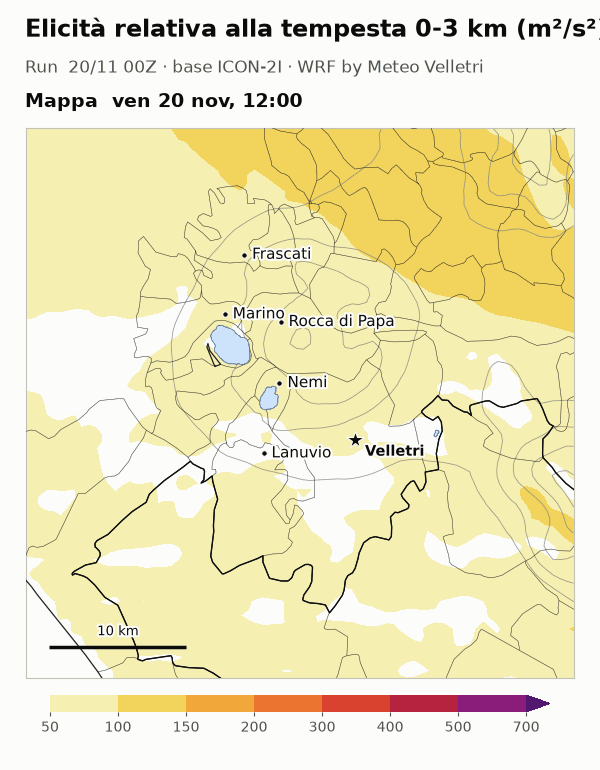 Elicità relativa alla tempesta 0-3 km (m²/s²)
Run  20/11 00Z · base ICON-2I · WRF by Meteo Velletri
Mappa  ven 20 nov, 12:00
Frascati
Marino
Rocca di Papa
Nemi
Velletri
Lanuvio
10 km
50 100 150 200 300 400 500 700